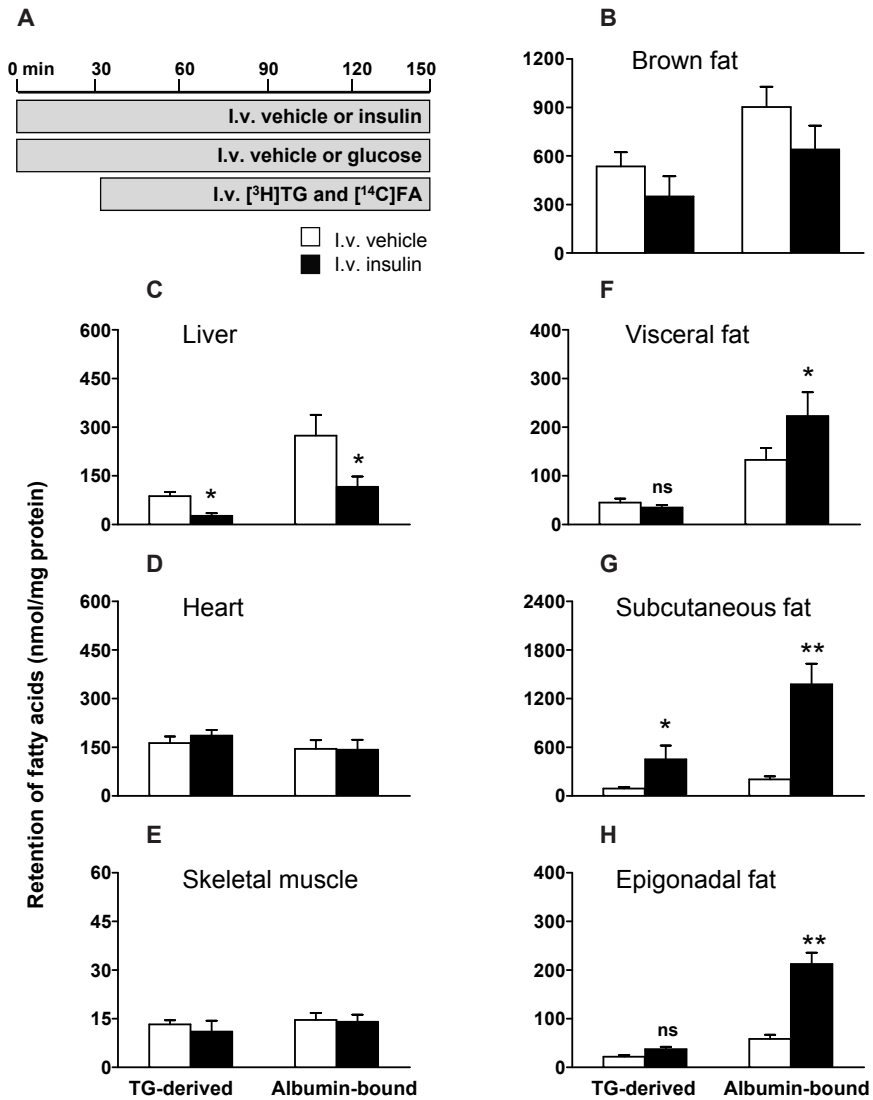 A
0 min 30 60 90 120 150
I.v. vehicle or insulin
I.v. vehicle or glucose
I.v. [³H]TG and [¹⁴C]FA
I.v. vehicle
I.v. insulin
B
Brown fat
1200
900
600
300
0
Retention of fatty acids (nmol/mg protein)
C
Liver
600
450
300
150
0
*
*
F
Visceral fat
400
300
200
100
0
ns
*
D
Heart
600
450
300
150
0
G
Subcutaneous fat
2400
1800
1200
600
0
*
**
E
Skeletal muscle
60
45
30
15
0
TG-derived Albumin-bound
H
Epigonadal fat
400
300
200
100
0
ns
**
TG-derived Albumin-bound